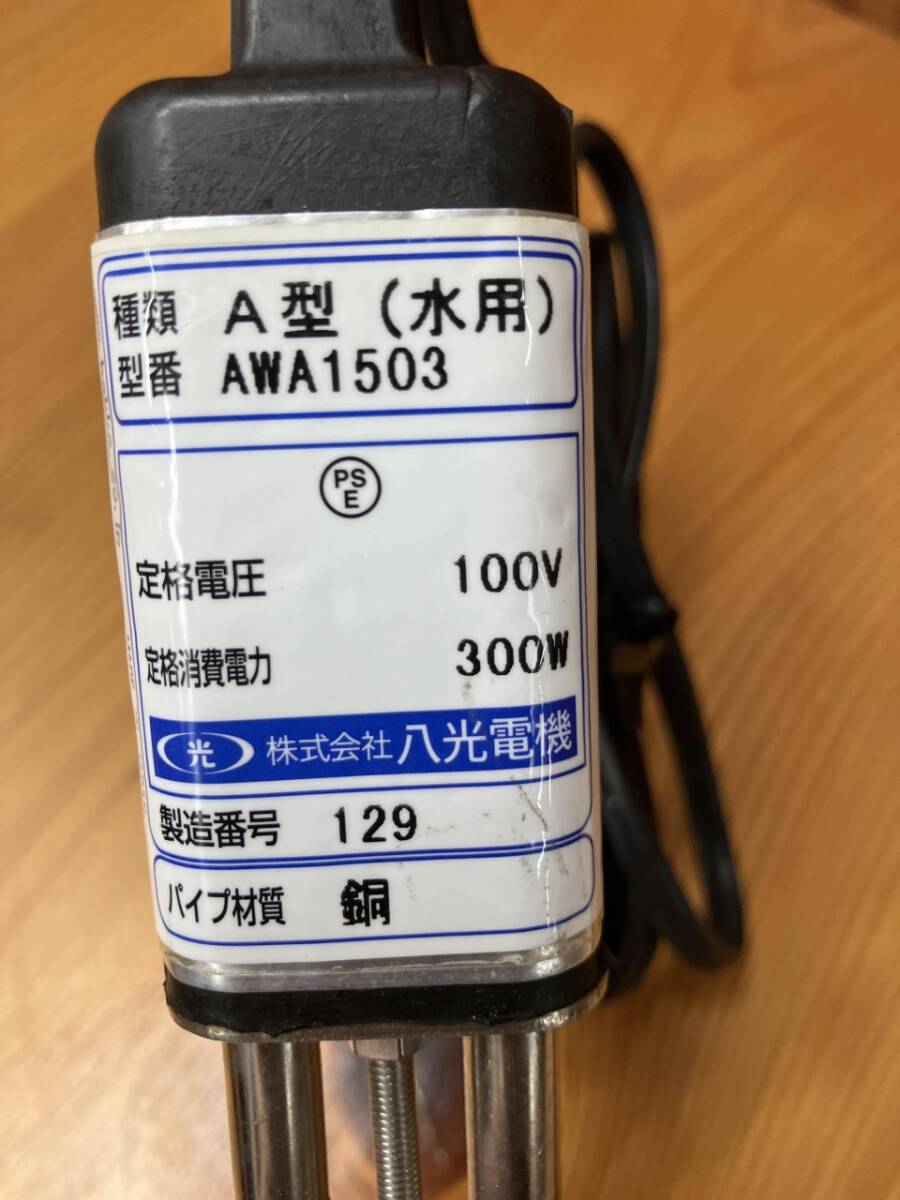 種類 A型(水用)
型番 AWA1503
PS
E
定格電圧 100V
定格消費電力 300W
光 株式会社 八光電機
製造番号 129
パイプ材質 銅